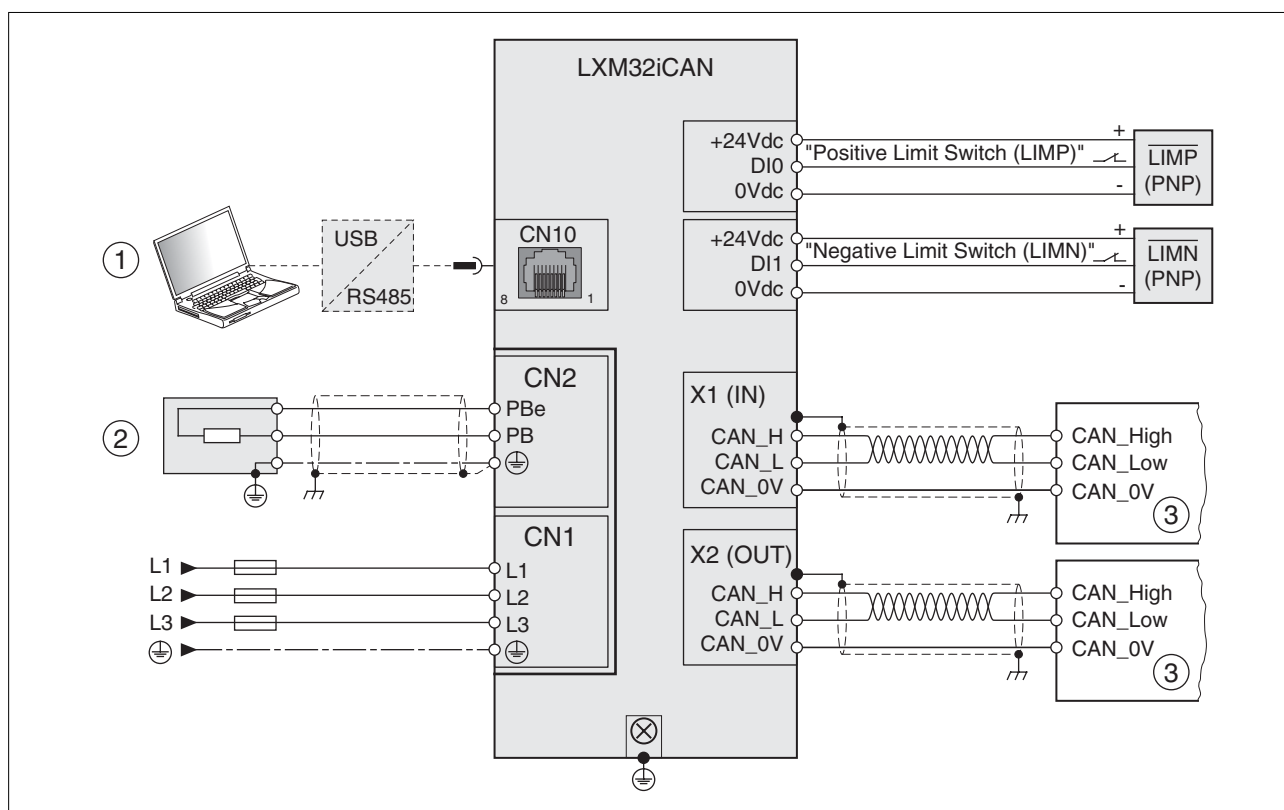 LXM32iCAN
+24Vdc
DI0
0Vdc
"Positive Limit Switch (LIMP)"
+
-
LIMP
(PNP)
+24Vdc
DI1
0Vdc
"Negative Limit Switch (LIMN)"
+
-
LIMN
(PNP)
1
USB
RS485
CN10
8
1
2
CN2
PBe
PB
CN1
L1
L2
L3
L1
L2
L3
X1 (IN)
CAN_H
CAN_L
CAN_0V
CAN_High
CAN_Low
CAN_0V
3
X2 (OUT)
CAN_H
CAN_L
CAN_0V
CAN_High
CAN_Low
CAN_0V
3